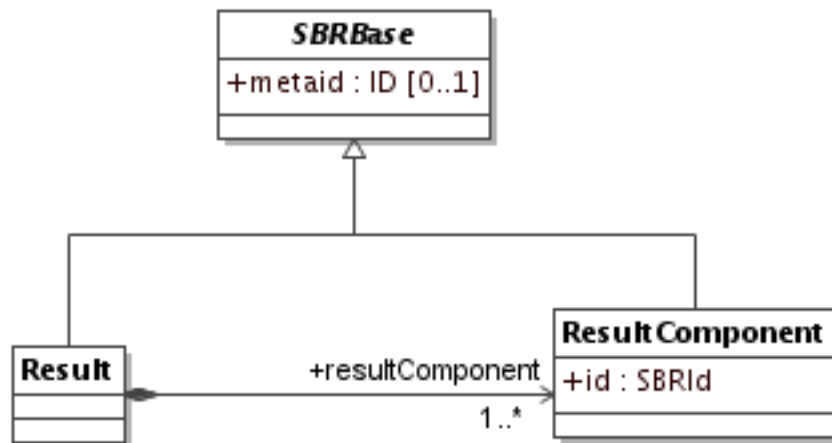 SBRBase
+metaid : ID [0..1]
ResultComponent
+id : SBRId
Result
+resultComponent
1..*